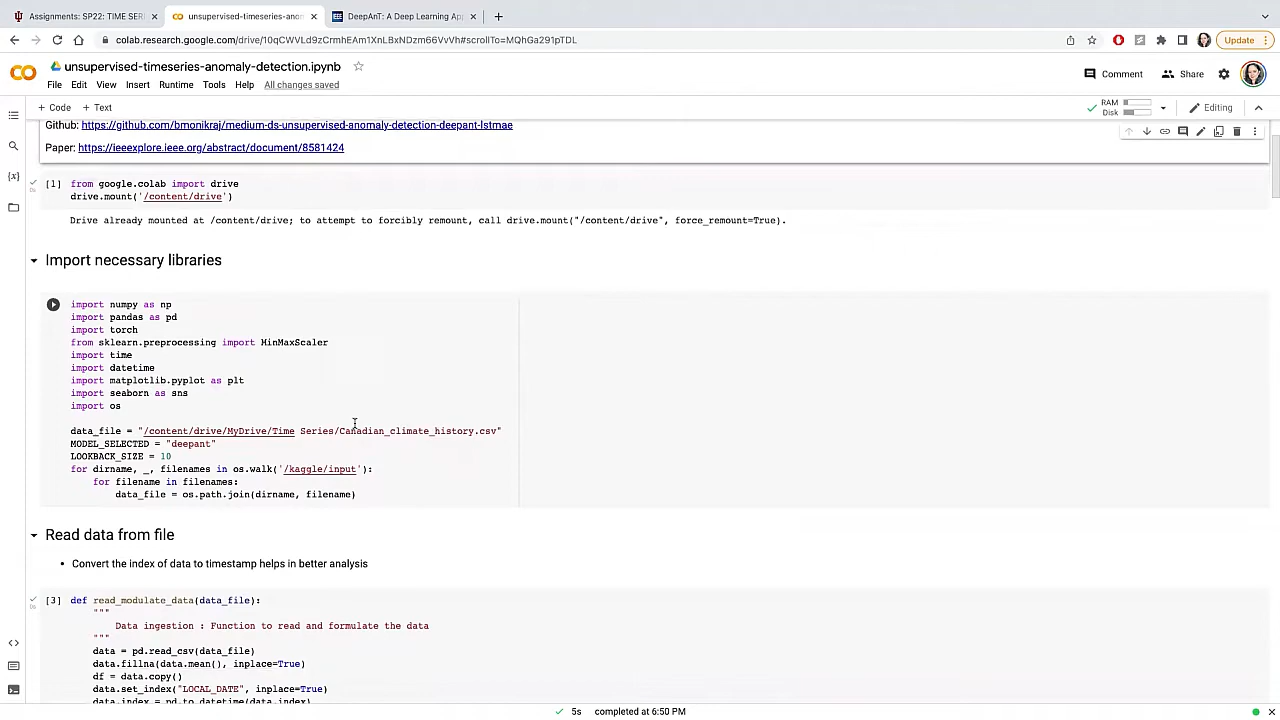 Assignments: SP22: TIME SERI
unsupervised-timeseries-anom
DeepAnT: A Deep Learning App
colab.research.google.com/drive/10qCWVLd9zCrmhEAm1XnLBxNDzm66VvVh#scrollTo=MQhGa291pTDL
Update
unsupervised-timeseries-anomaly-detection.ipynb
File Edit View Insert Runtime Tools Help All changes saved
Comment Share
+ Code + Text
RAM
Disk
Editing
Github: https://github.com/bmonikraj/medium-ds-unsupervised-anomaly-detection-deepant-lstmae
Paper: https://ieeexplore.ieee.org/abstract/document/8581424
[1] from google.colab import drive
drive.mount('/content/drive')
Drive already mounted at /content/drive; to attempt to forcibly remount, call drive.mount("/content/drive", force_remount=True).
Import necessary libraries
import numpy as np
import pandas as pd
import torch
from sklearn.preprocessing import MinMaxScaler
import time
import datetime
import matplotlib.pyplot as plt
import seaborn as sns
import os
data_file = "/content/drive/MyDrive/Time Series/Canadian_climate_history.csv"
MODEL_SELECTED = "deepant"
LOOKBACK_SIZE = 10
for dirname, _, filenames in os.walk('/kaggle/input'):
for filename in filenames:
data_file = os.path.join(dirname, filename)
Read data from file
• Convert the index of data to timestamp helps in better analysis
[3] def read_modulate_data(data_file):
"""
Data ingestion : Function to read and formulate the data
"""
data = pd.read_csv(data_file)
data.fillna(data.mean(), inplace=True)
df = data.copy()
data.set_index("LOCAL_DATE", inplace=True)
data.index = pd.to_datetime(data.index)
5s completed at 6:50 PM